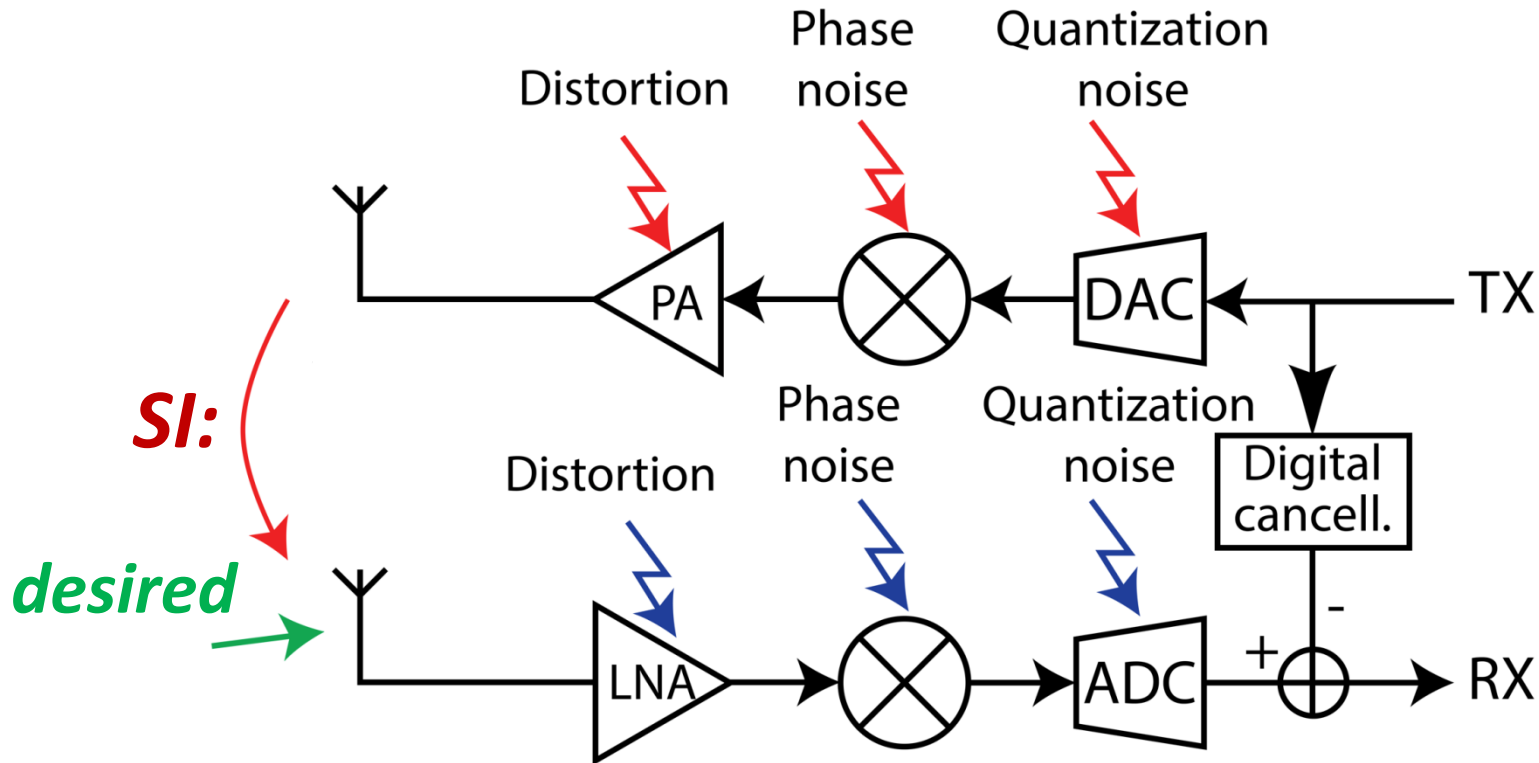 Phase
noise
Quantization
noise
Distortion
PA
DAC
TX
SI:
Phase
noise
Quantization
noise
Distortion
Digital
cancell.
desired
-
+
LNA
ADC
RX